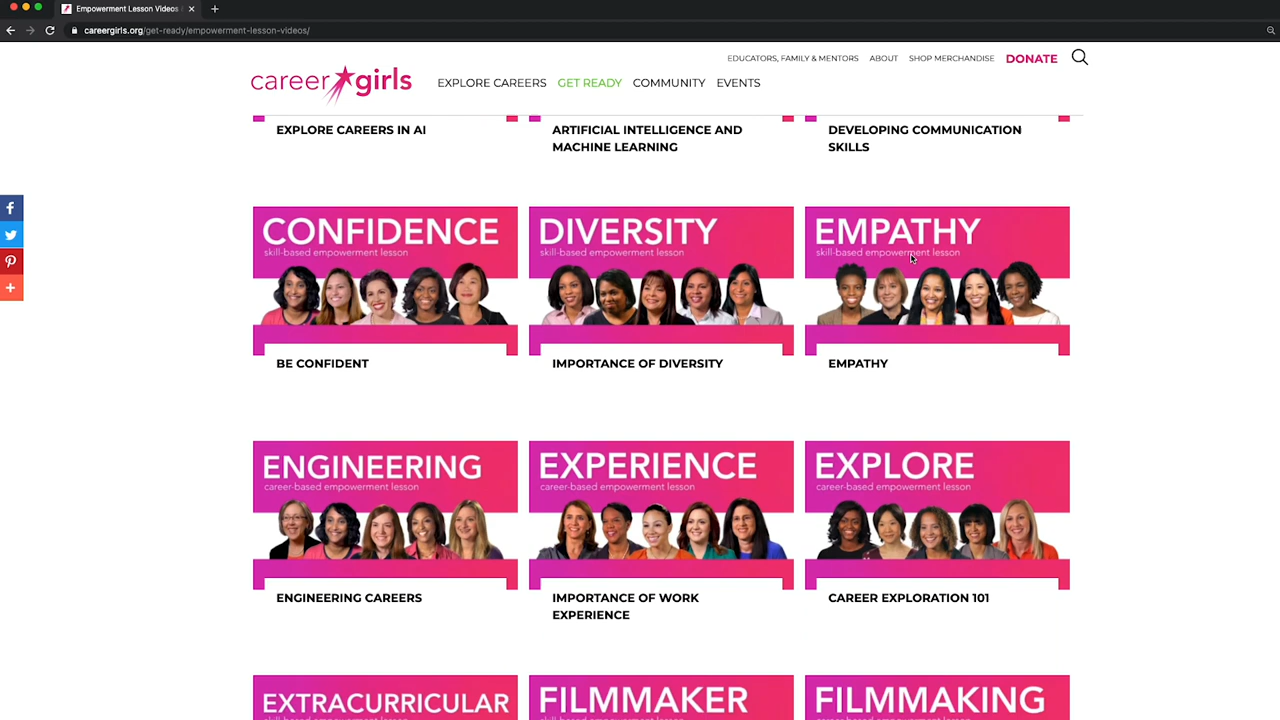 Empowerment Lesson Videos
careergirls.org/get-ready/empowerment-lesson-videos/
EDUCATORS, FAMILY & MENTORS ABOUT SHOP MERCHANDISE DONATE
career girls EXPLORE CAREERS GET READY COMMUNITY EVENTS
EXPLORE CAREERS IN AI
ARTIFICIAL INTELLIGENCE AND
MACHINE LEARNING
DEVELOPING COMMUNICATION
SKILLS
CONFIDENCE
skill-based empowerment lesson
BE CONFIDENT
DIVERSITY
skill-based empowerment lesson
IMPORTANCE OF DIVERSITY
EMPATHY
skill-based empowerment lesson
EMPATHY
ENGINEERING
career-based empowerment lesson
ENGINEERING CAREERS
EXPERIENCE
career-based empowerment lesson
IMPORTANCE OF WORK
EXPERIENCE
EXPLORE
career-based empowerment lesson
CAREER EXPLORATION 101
EXTRACURRICULAR
FILMMAKER
FILMMAKING